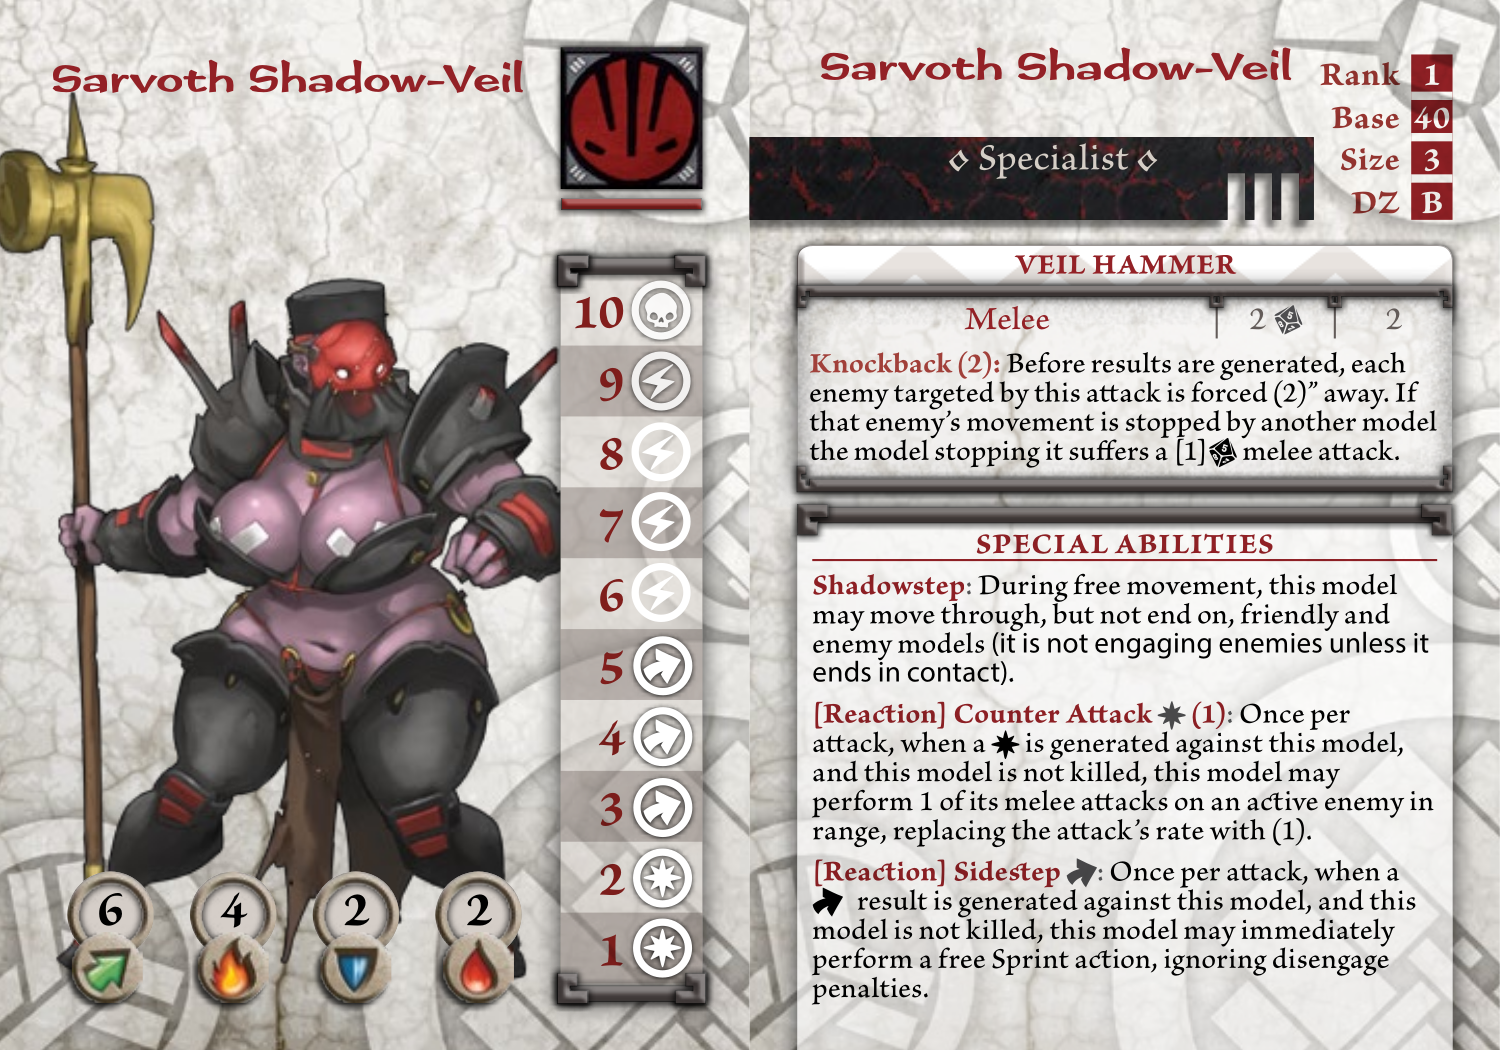 Sarvoth Shadow-Veil
10
9
8
7
6
5
4
3
2
1
6 4 2 2
Sarvoth Shadow-Veil
Rank 1
Base 40
Size 3
DZ B
Specialist
VEIL HAMMER
Melee 2 2
Knockback (2): Before results are generated, each
enemy targeted by this attack is forced (2)” away. If
that enemy’s movement is stopped by another model
the model stopping it suffers a [1] melee attack.
SPECIAL ABILITIES
Shadowstep: During free movement, this model
may move through, but not end on, friendly and
enemy models (it is not engaging enemies unless it
ends in contact).
[Reaction] Counter Attack (1): Once per
attack, when a is generated against this model,
and this model is not killed, this model may
perform 1 of its melee attacks on an active enemy in
range, replacing the attack’s rate with (1).
[Reaction] Sidestep : Once per attack, when a
result is generated against this model, and this
model is not killed, this model may immediately
perform a free Sprint action, ignoring disengage
penalties.